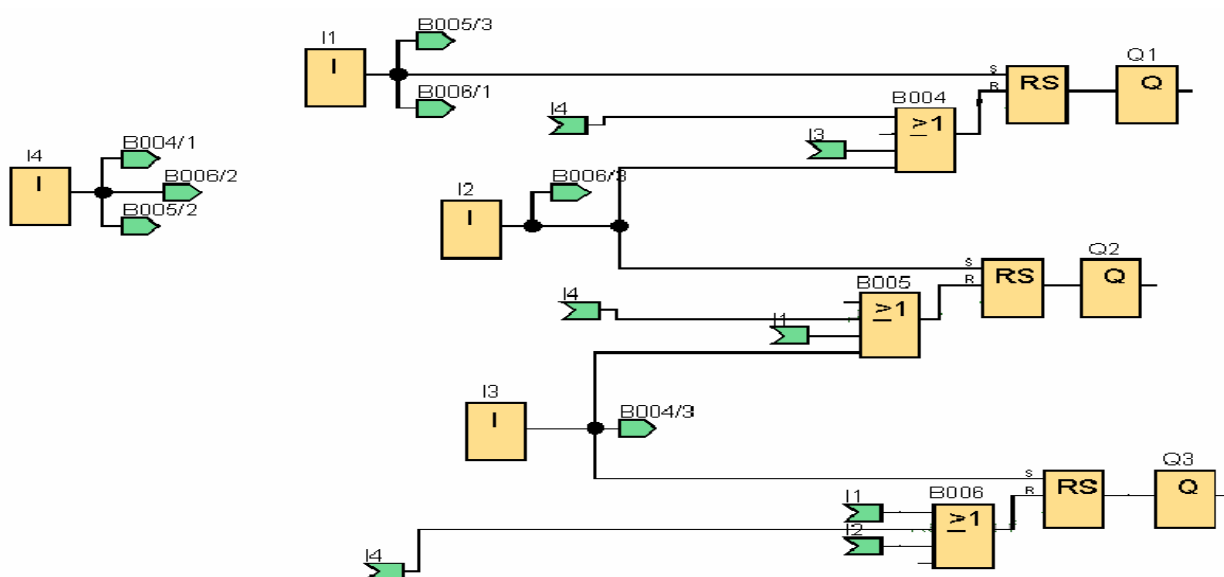 B005/3
I1
I
B006/1
I4
B004/1
I
B006/2
B005/2
I4
I3
B004
≥1
S
R
RS
Q1
Q
I2
I
B006/3
I4
I1
B005
≥1
S
R
RS
Q2
Q
I3
I
B004/3
I1
I2
I4
B006
≥1
S
R
RS
Q3
Q